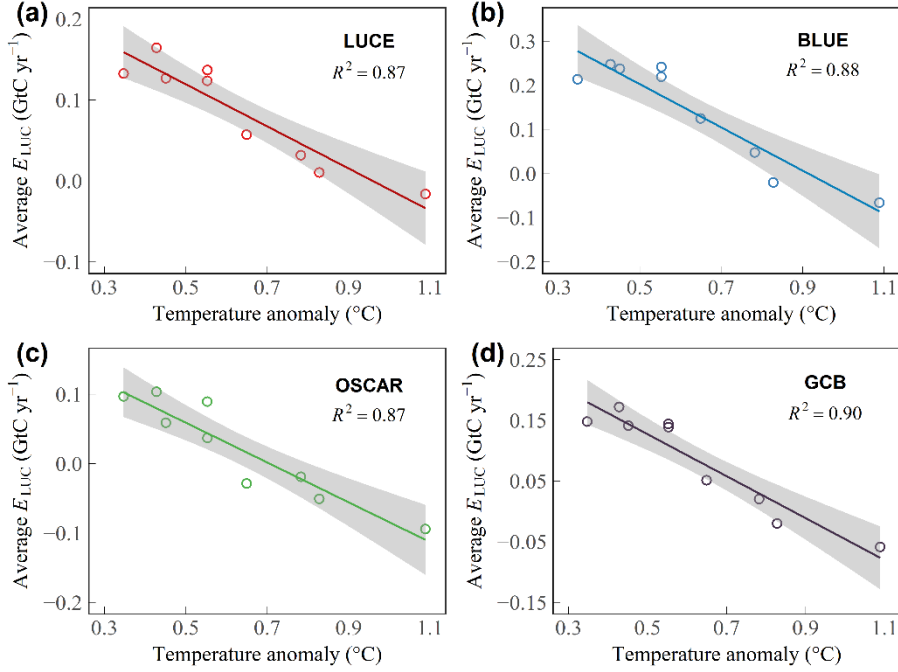 (a)
LUCE
R² = 0.87
Average E_LUC (GtC yr⁻¹)
0.2
0.1
0.0
−0.1
0.3 0.5 0.7 0.9 1.1
Temperature anomaly (°C)
(b)
BLUE
R² = 0.88
Average E_LUC (GtC yr⁻¹)
0.3
0.2
0.1
0.0
−0.1
−0.2
0.3 0.5 0.7 0.9 1.1
Temperature anomaly (°C)
(c)
OSCAR
R² = 0.87
Average E_LUC (GtC yr⁻¹)
0.1
0.0
−0.1
−0.2
0.3 0.5 0.7 0.9 1.1
Temperature anomaly (°C)
(d)
GCB
R² = 0.90
Average E_LUC (GtC yr⁻¹)
0.25
0.15
0.05
−0.05
−0.15
0.3 0.5 0.7 0.9 1.1
Temperature anomaly (°C)